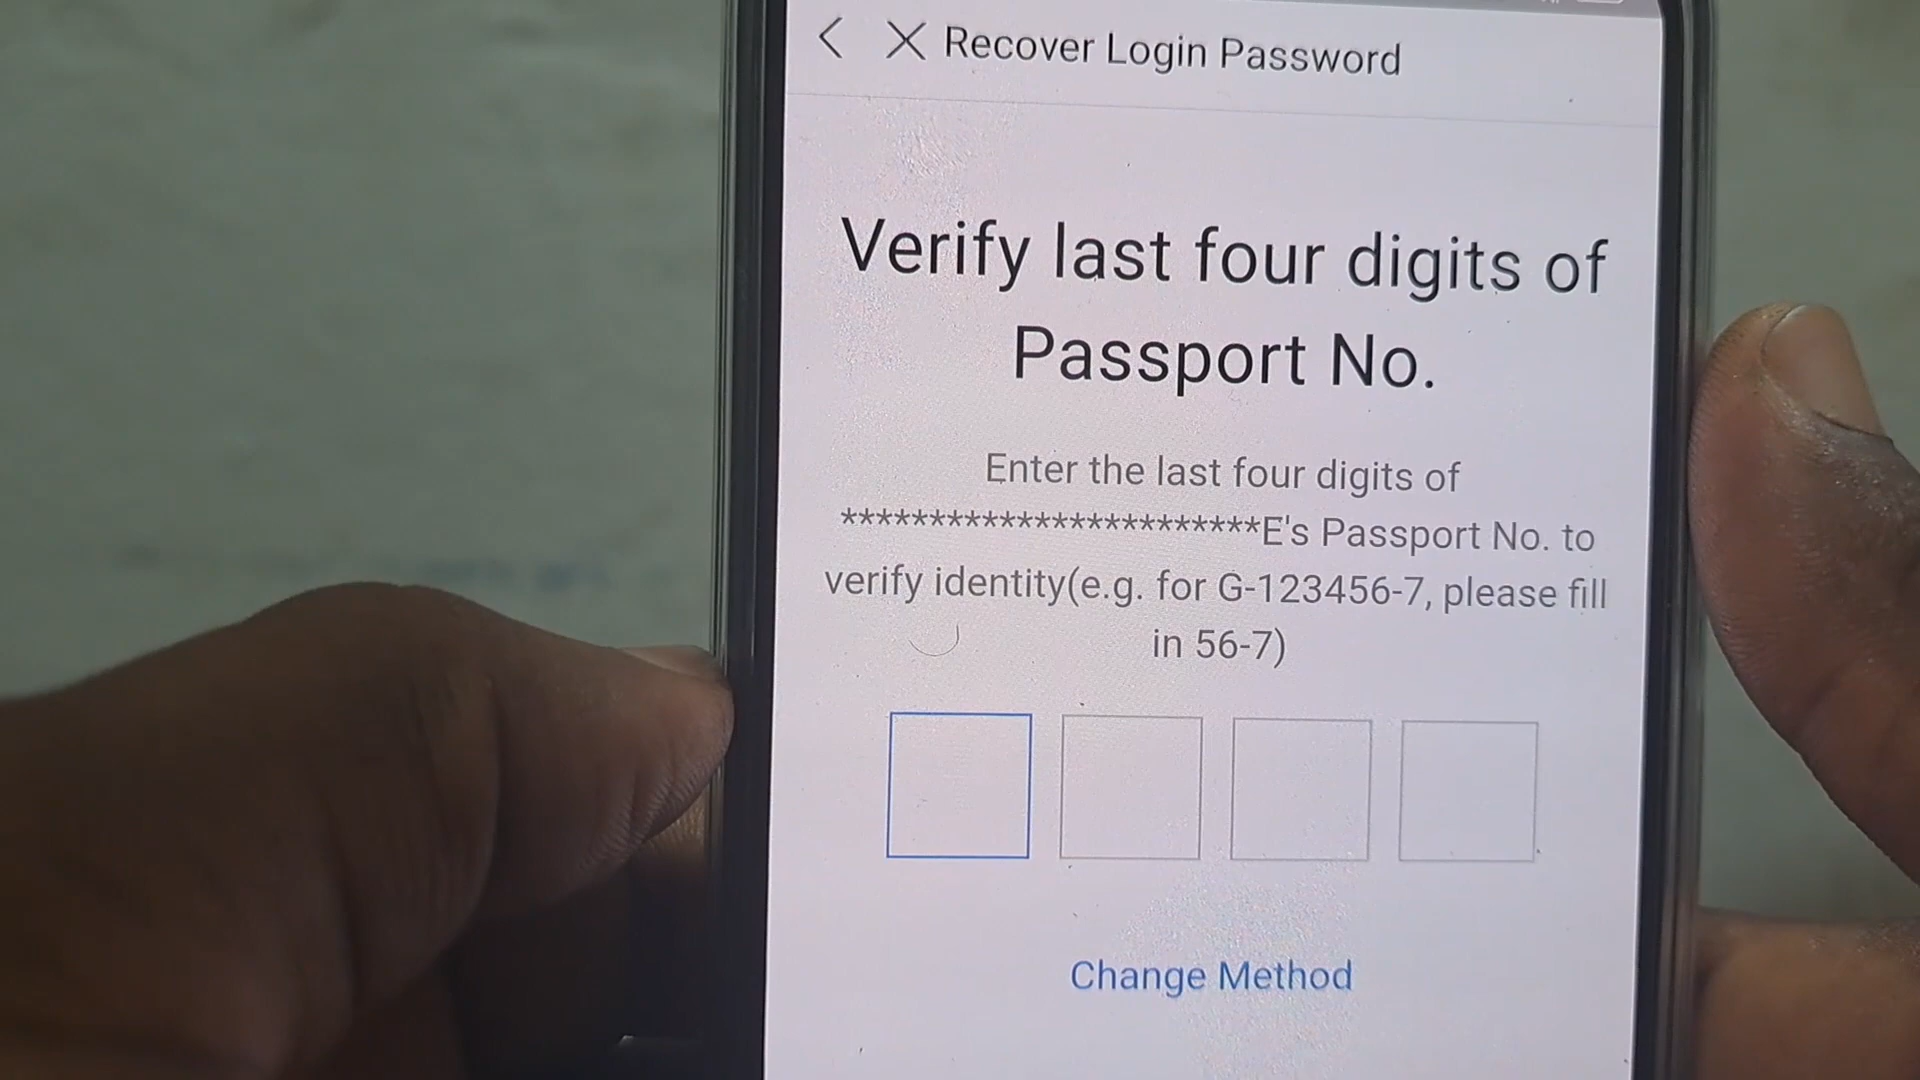 Recover Login Password
Verify last four digits of
Passport No.
Enter the last four digits of
************************E's Passport No. to
verify identity(e.g. for G-123456-7, please fill
in 56-7)
Change Method